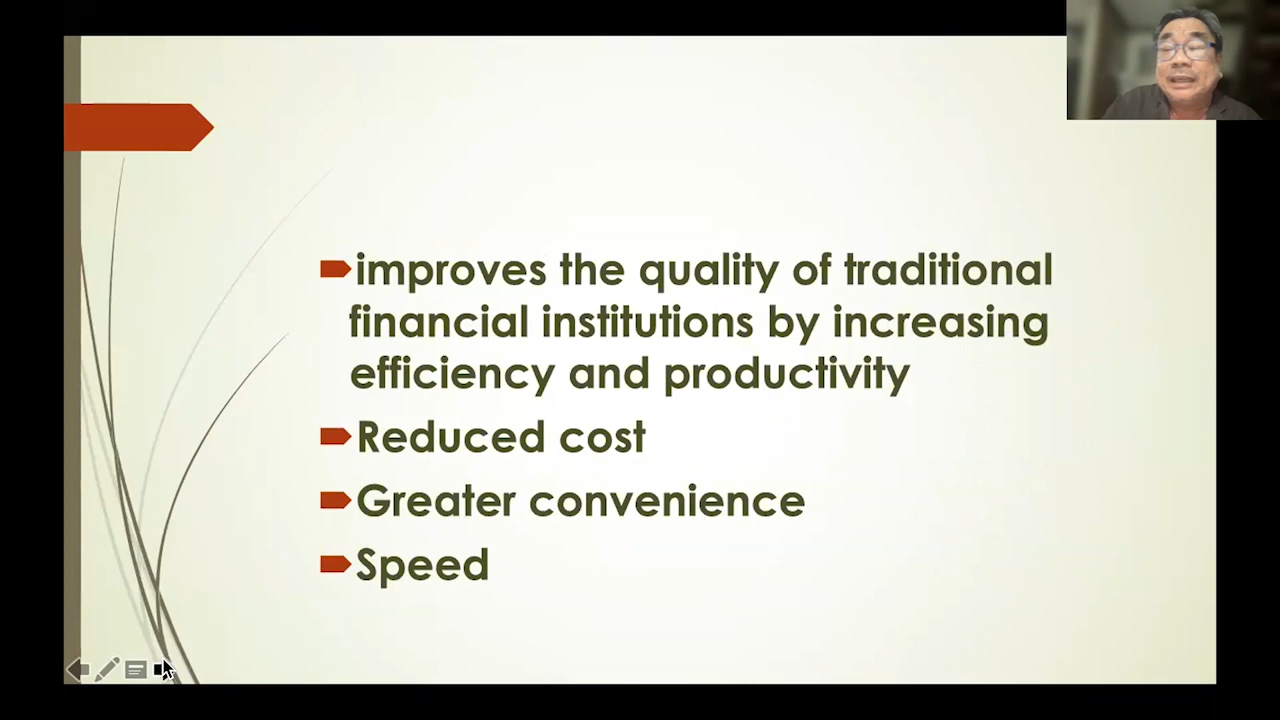 improves the quality of traditional
financial institutions by increasing
efficiency and productivity
Reduced cost
Greater convenience
Speed